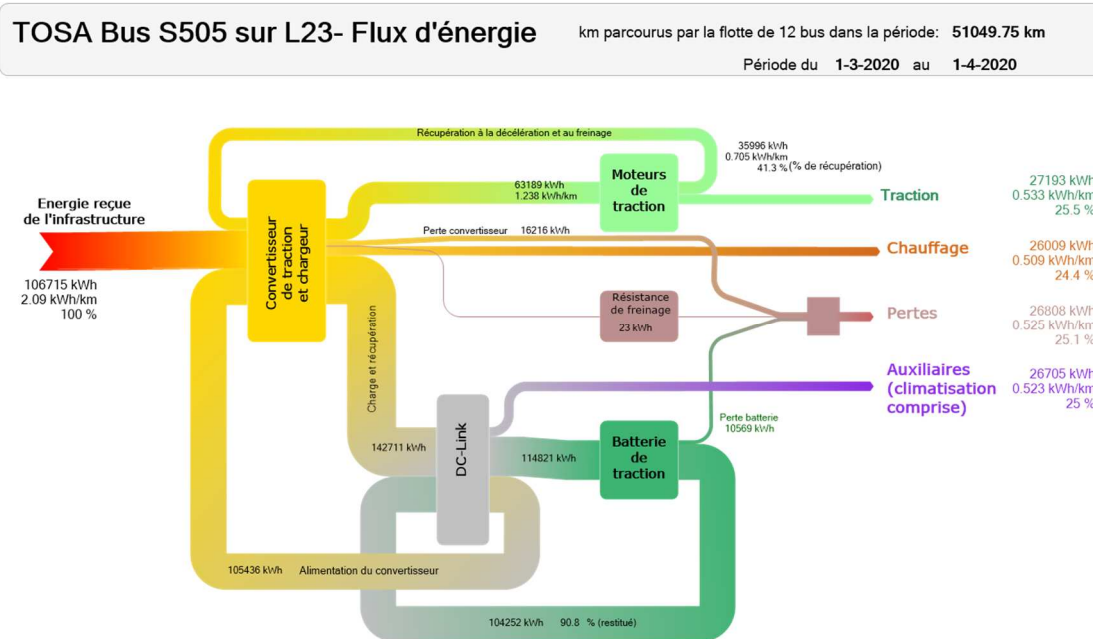 TOSA Bus S505 sur L23- Flux d'énergie
km parcourus par la flotte de 12 bus dans la période: 51049.75 km
Période du 1-3-2020 au 1-4-2020
Récupération à la décélération et au freinage
35996 kWh
0.705 kWh/km
41.3 % (% de récupération)
Energie reçue
de l'infrastructure
106715 kWh
2.09 kWh/km
100 %
Convertisseur
de traction
et chargeur
63189 kWh
1.238 kWh/km
Moteurs
de
traction
Traction
27193 kWh
0.533 kWh/km
25.5 %
Perte convertisseur 16216 kWh
Chauffage
26009 kWh
0.509 kWh/km
24.4 %
Résistance
de freinage
23 kWh
Pertes
26808 kWh
0.525 kWh/km
25.1 %
Auxiliaires
(climatisation
comprise)
26705 kWh
0.523 kWh/km
25 %
Charge et récupération
142711 kWh
DC-Link
114821 kWh
Batterie
de
traction
Perte batterie
10569 kWh
105436 kWh Alimentation du convertisseur
104252 kWh 90.8 % (restitué)